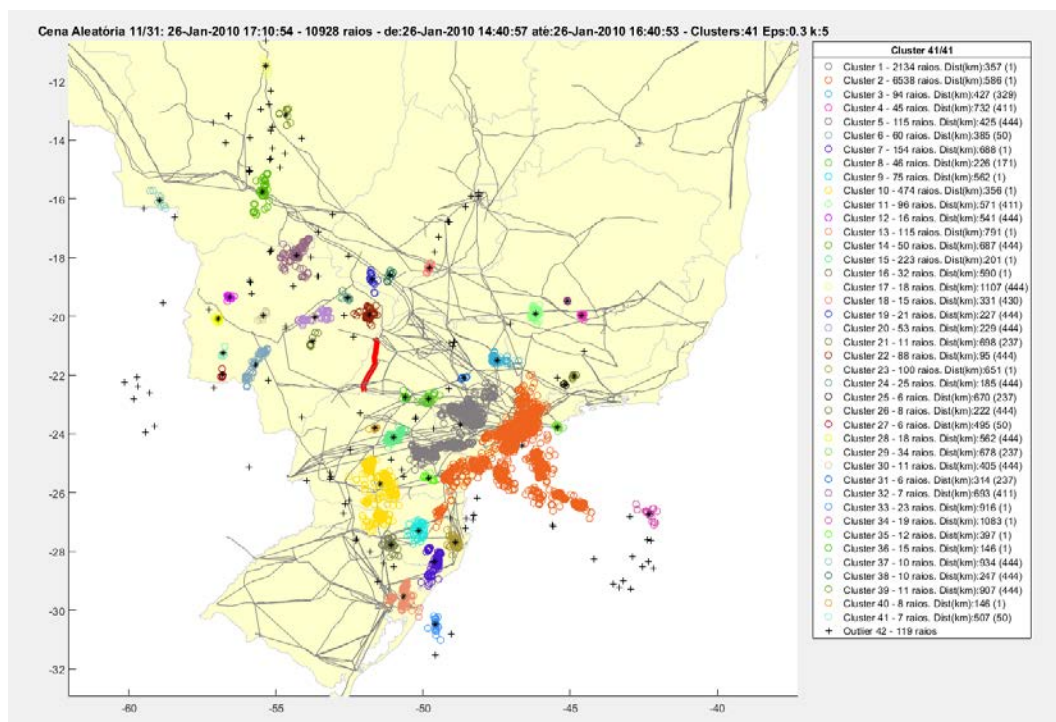 Cena Aleatória 11/31: 26-Jan-2010 17:10:54 - 10928 raios - de:26-Jan-2010 14:40:57 até:26-Jan-2010 16:40:53 - Clusters:41 Eps:0.3 k:5
Cluster 41/41
Cluster 1 - 2134 raios. Dist(km):357 (1)
Cluster 2 - 6538 raios. Dist(km):586 (1)
Cluster 3 - 94 raios. Dist(km):427 (329)
Cluster 4 - 45 raios. Dist(km):732 (411)
Cluster 5 - 115 raios. Dist(km):425 (444)
Cluster 6 - 60 raios. Dist(km):385 (50)
Cluster 7 - 154 raios. Dist(km):688 (1)
Cluster 8 - 46 raios. Dist(km):226 (171)
Cluster 9 - 75 raios. Dist(km):562 (1)
Cluster 10 - 474 raios. Dist(km):356 (1)
Cluster 11 - 96 raios. Dist(km):571 (411)
Cluster 12 - 16 raios. Dist(km):541 (444)
Cluster 13 - 115 raios. Dist(km):791 (1)
Cluster 14 - 50 raios. Dist(km):687 (444)
Cluster 15 - 223 raios. Dist(km):201 (1)
Cluster 16 - 32 raios. Dist(km):590 (1)
Cluster 17 - 18 raios. Dist(km):1107 (444)
Cluster 18 - 15 raios. Dist(km):331 (430)
Cluster 19 - 21 raios. Dist(km):227 (444)
Cluster 20 - 53 raios. Dist(km):229 (444)
Cluster 21 - 11 raios. Dist(km):698 (237)
Cluster 22 - 88 raios. Dist(km):95 (444)
Cluster 23 - 100 raios. Dist(km):651 (1)
Cluster 24 - 25 raios. Dist(km):185 (444)
Cluster 25 - 6 raios. Dist(km):670 (237)
Cluster 26 - 8 raios. Dist(km):222 (444)
Cluster 27 - 6 raios. Dist(km):495 (50)
Cluster 28 - 18 raios. Dist(km):562 (444)
Cluster 29 - 34 raios. Dist(km):678 (237)
Cluster 30 - 11 raios. Dist(km):405 (444)
Cluster 31 - 6 raios. Dist(km):314 (237)
Cluster 32 - 7 raios. Dist(km):693 (411)
Cluster 33 - 23 raios. Dist(km):916 (1)
Cluster 34 - 19 raios. Dist(km):1083 (1)
Cluster 35 - 12 raios. Dist(km):397 (1)
Cluster 36 - 15 raios. Dist(km):146 (1)
Cluster 37 - 10 raios. Dist(km):934 (444)
Cluster 38 - 10 raios. Dist(km):247 (444)
Cluster 39 - 11 raios. Dist(km):907 (444)
Cluster 40 - 8 raios. Dist(km):146 (1)
Cluster 41 - 7 raios. Dist(km):507 (50)
Outlier 42 - 119 raios
-12
-14
-16
-18
-20
-22
-24
-26
-28
-30
-32
-60
-55
-50
-45
-40